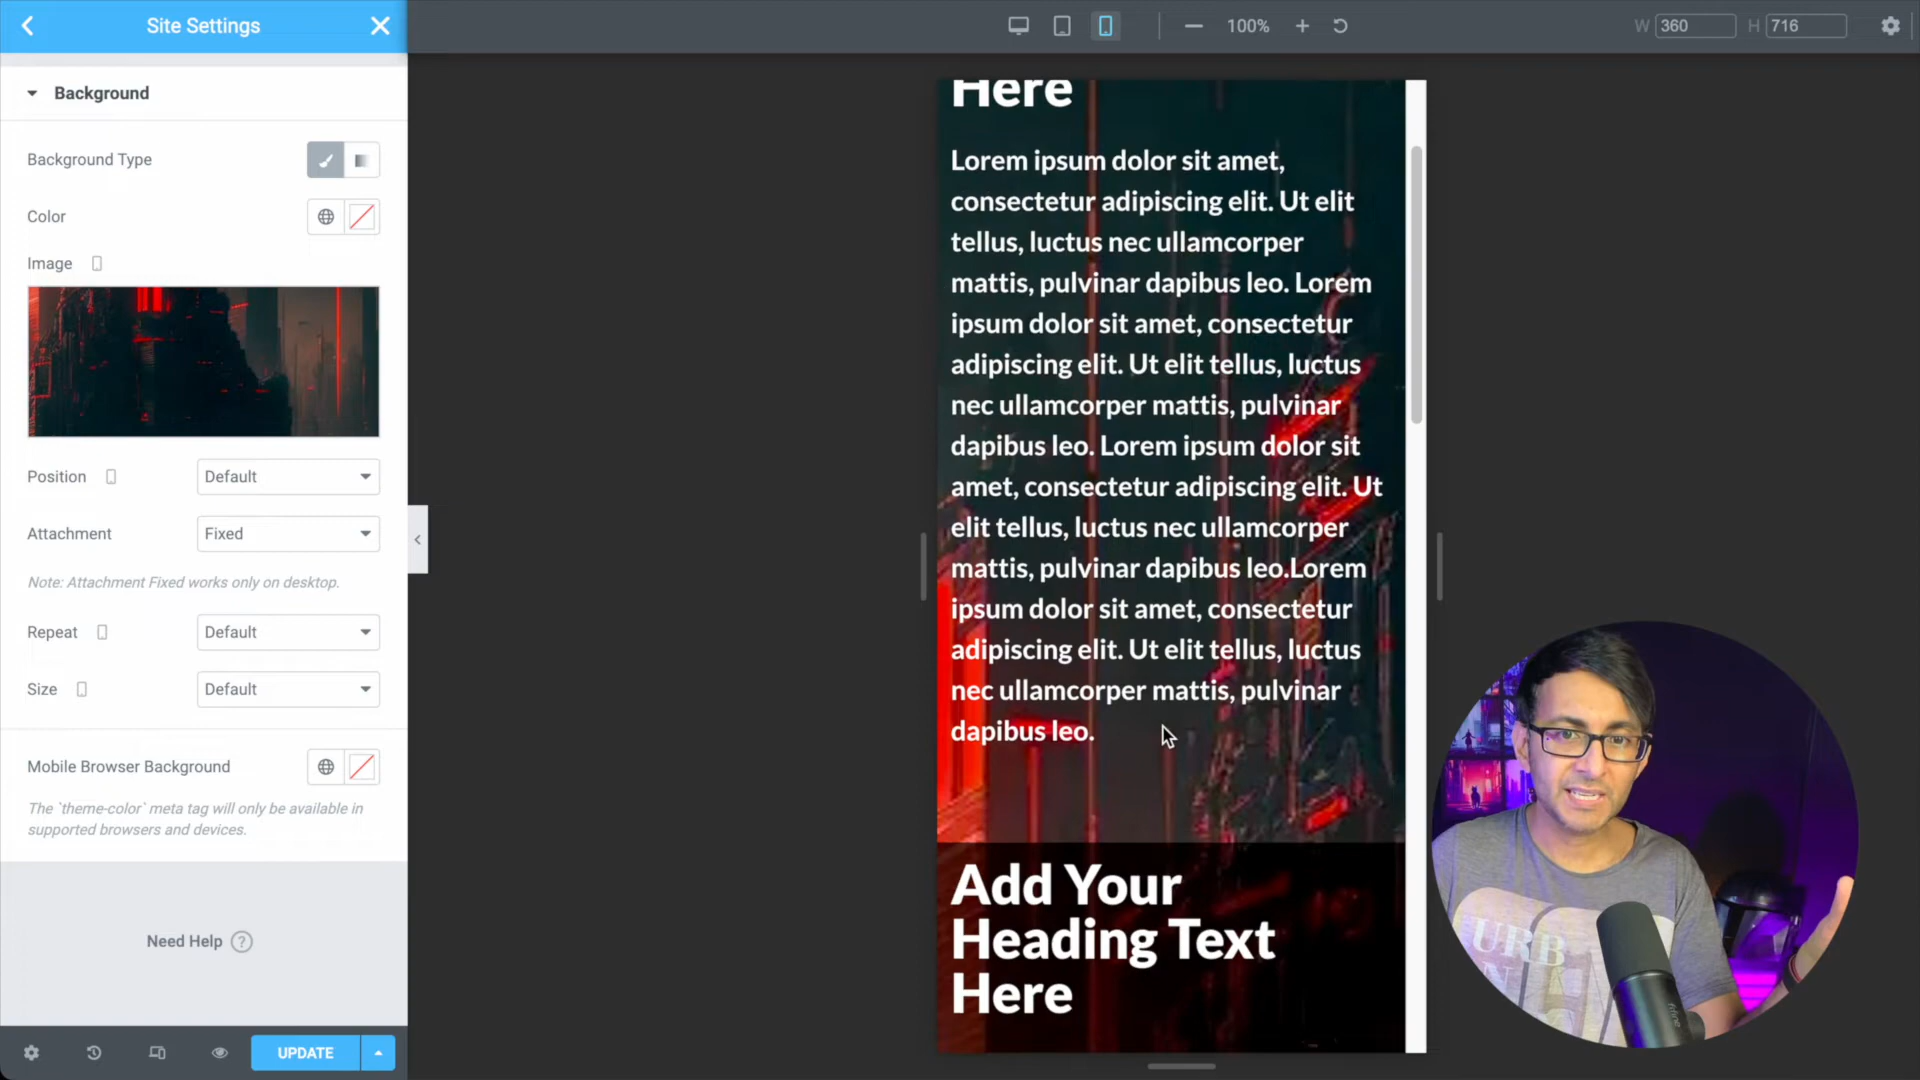 Site Settings
100%
W 360
H 716
Background
Background Type
Color
Image
Position
Default
Attachment
Fixed
Note: Attachment Fixed works only on desktop.
Repeat
Default
Size
Default
Mobile Browser Background
The `theme-color` meta tag will only be available in
supported browsers and devices.
Need Help ?
UPDATE
Here
Lorem ipsum dolor sit amet,
consectetur adipiscing elit. Ut elit
tellus, luctus nec ullamcorper
mattis, pulvinar dapibus leo. Lorem
ipsum dolor sit amet, consectetur
adipiscing elit. Ut elit tellus, luctus
nec ullamcorper mattis, pulvinar
dapibus leo. Lorem ipsum dolor sit
amet, consectetur adipiscing elit. Ut
elit tellus, luctus nec ullamcorper
mattis, pulvinar dapibus leo.Lorem
ipsum dolor sit amet, consectetur
adipiscing elit. Ut elit tellus, luctus
nec ullamcorper mattis, pulvinar
dapibus leo.
Add Your
Heading Text
Here
URB